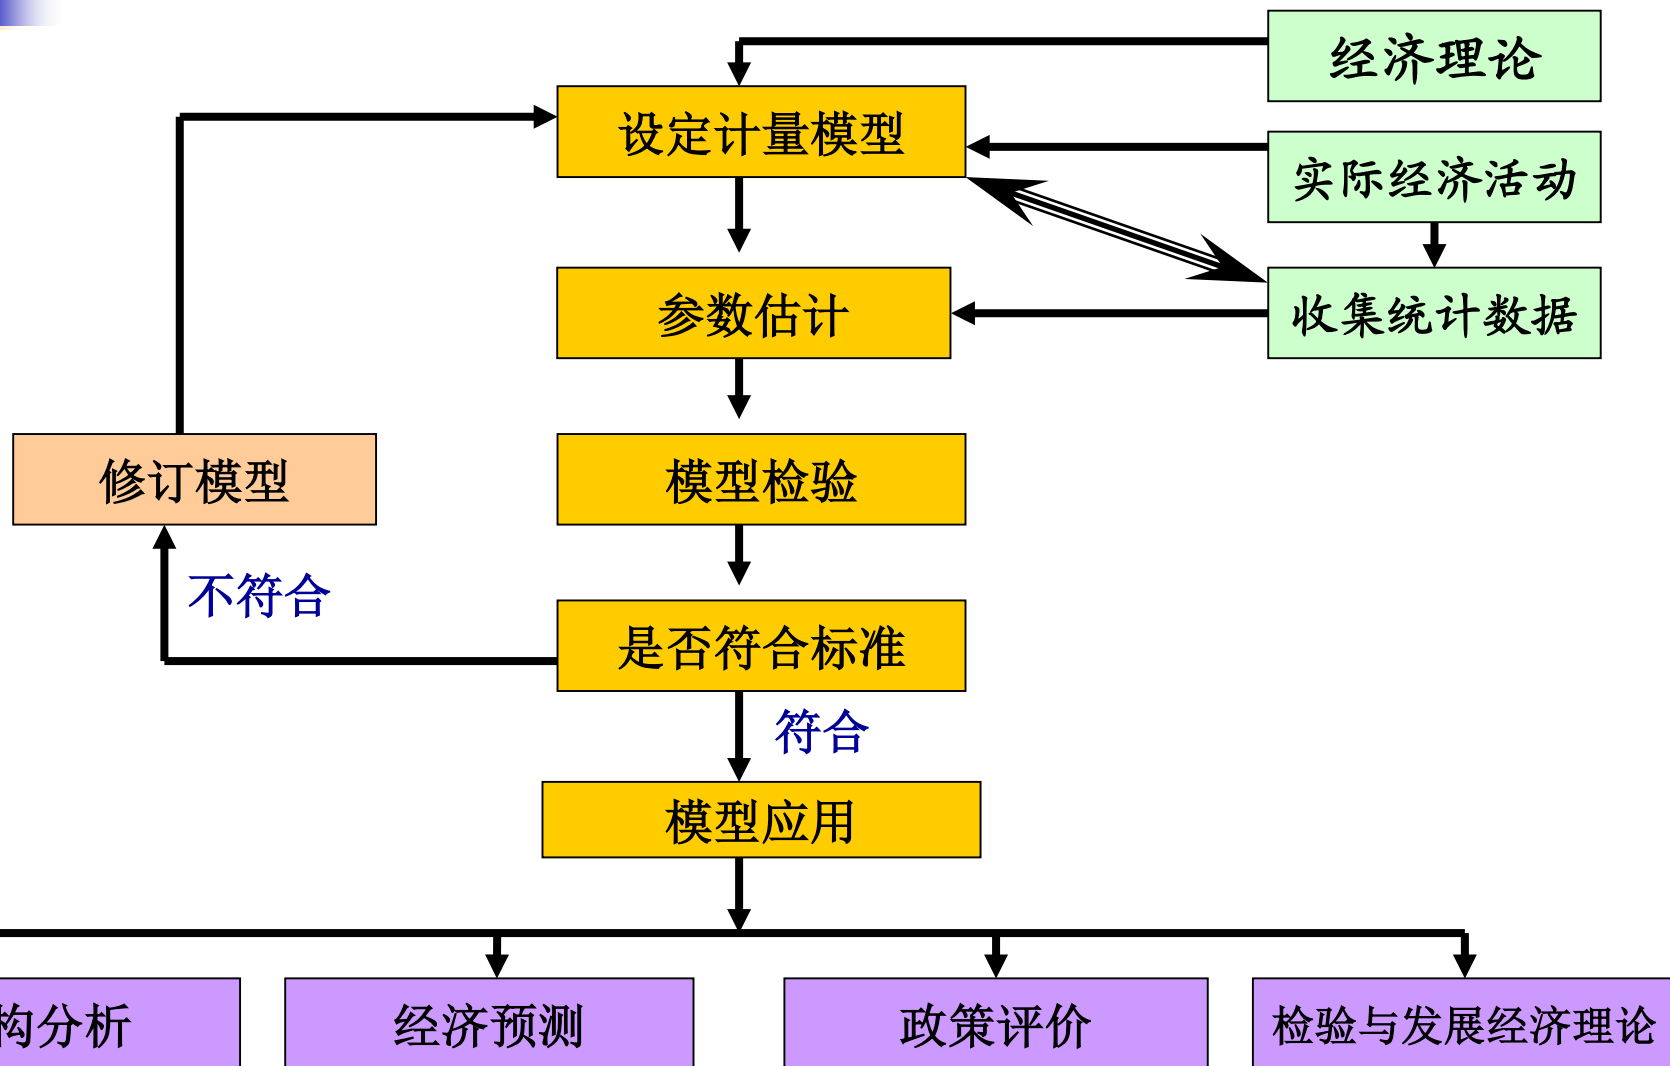 经济理论
设定计量模型
实际经济活动
参数估计
收集统计数据
修订模型
模型检验
不符合
是否符合标准
符合
模型应用
构分析
经济预测
政策评价
检验与发展经济理论